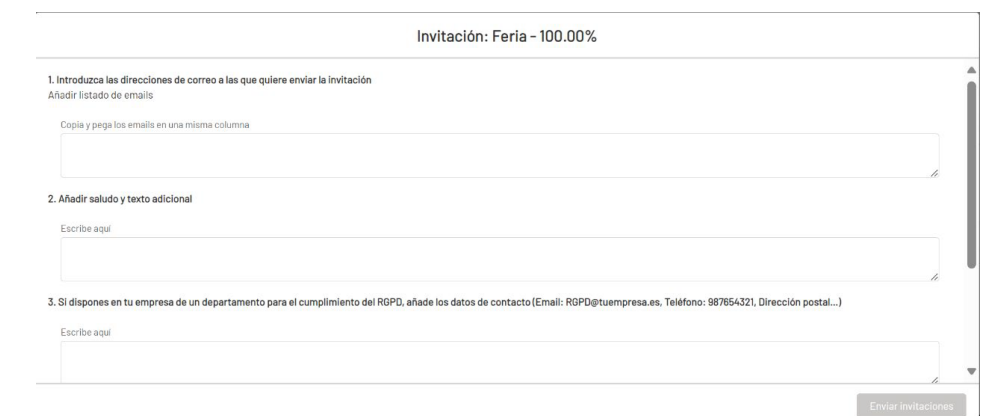 Invitación: Feria - 100.00%
1. Introduzca las direcciones de correo a las que quiere enviar la invitación
Añadir listado de emails
Copia y pega los emails en una misma columna
2. Añadir saludo y texto adicional
Escribe aquí
3. Si dispones en tu empresa de un departamento para el cumplimiento del RGPD, añade los datos de contacto (Email: RGPD@tuempresa.es, Teléfono: 987654321, Dirección postal...)
Escribe aquí
Enviar invitaciones